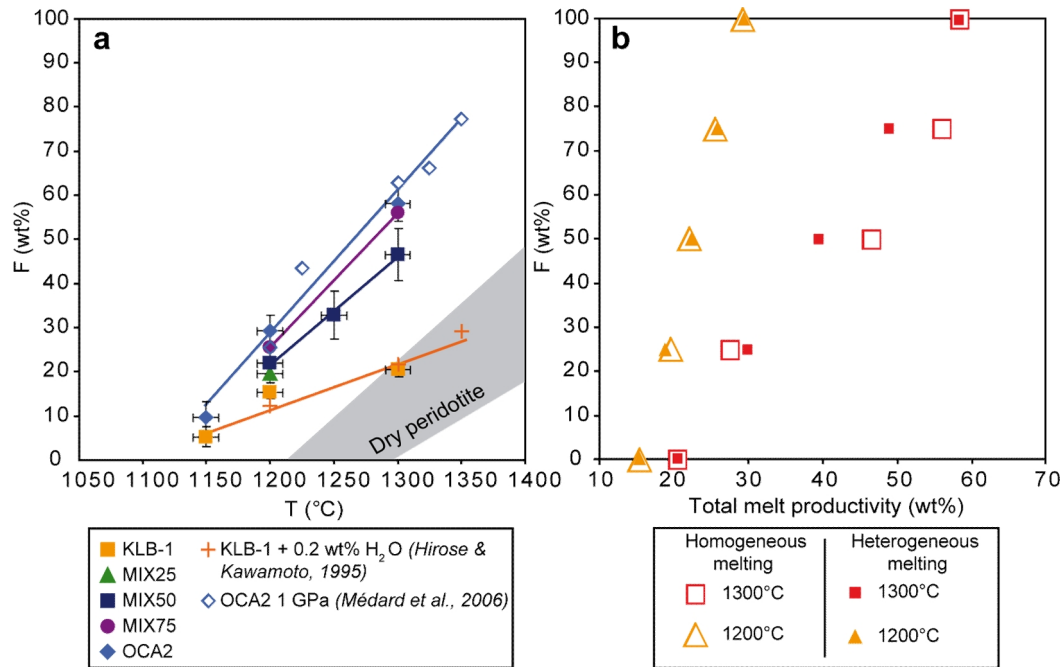 a
F (wt%)
100
90
80
70
60
50
40
30
20
10
0
1050 1100 1150 1200 1250 1300 1350 1400
T (°C)
Dry peridotite
KLB-1
MIX25
MIX50
MIX75
OCA2
KLB-1 + 0.2 wt% H₂O (Hirose &
Kawamoto, 1995)
OCA2 1 GPa (Médard et al., 2006)
b
F (wt%)
100
90
80
70
60
50
40
30
20
10
0
10 20 30 40 50 60 70
Total melt productivity (wt%)
Homogeneous
melting
1300°C
1200°C
Heterogeneous
melting
1300°C
1200°C